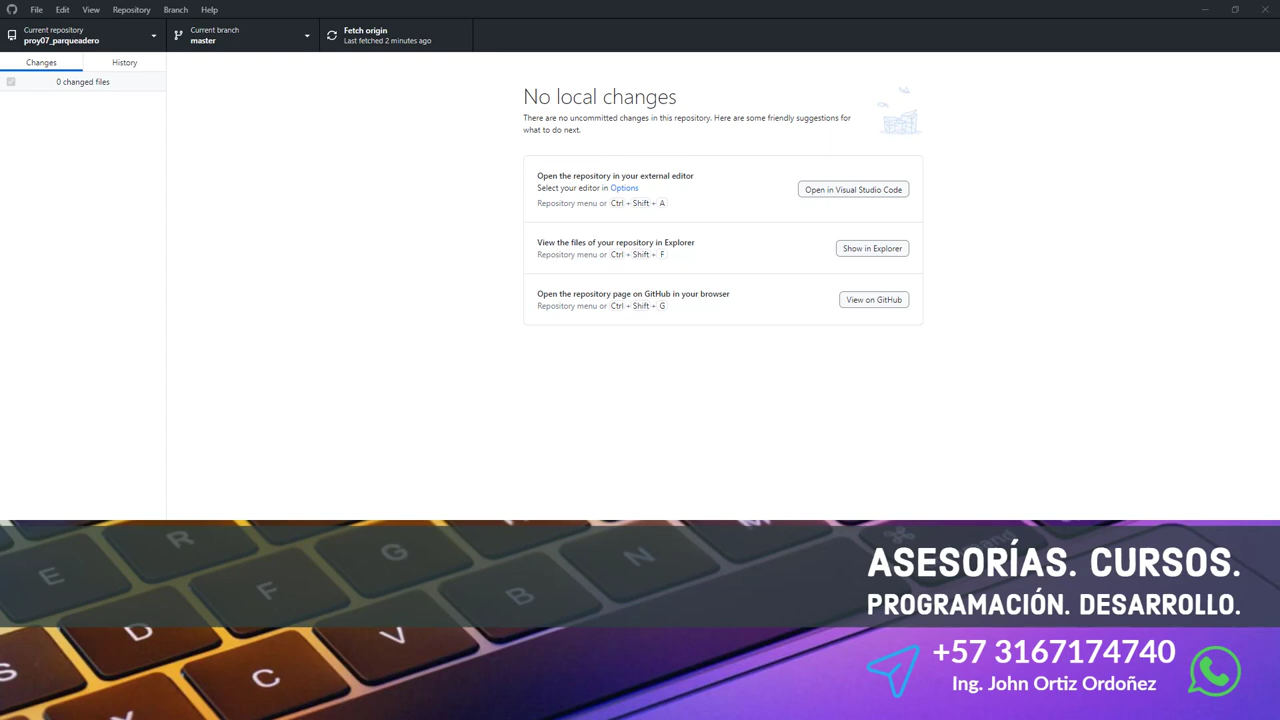 File Edit View Repository Branch Help
Current repository
proy07_parqueadero
Current branch
master
Fetch origin
Last fetched 2 minutes ago
Changes
History
0 changed files
No local changes
There are no uncommitted changes in this repository. Here are some friendly suggestions for
what to do next.
Open the repository in your external editor
Select your editor in Options
Repository menu or Ctrl + Shift + A
Open in Visual Studio Code
View the files of your repository in Explorer
Repository menu or Ctrl + Shift + F
Show in Explorer
Open the repository page on GitHub in your browser
Repository menu or Ctrl + Shift + G
View on GitHub
E R F G B N M
D C V S
ASESORÍAS. CURSOS.
PROGRAMACIÓN. DESARROLLO.
+57 3167174740
Ing. John Ortiz Ordoñez